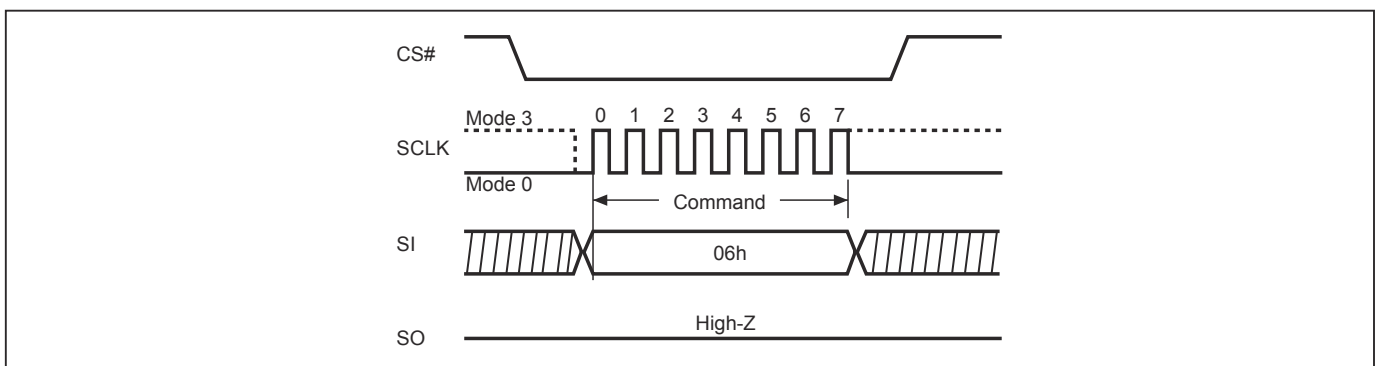 CS#
Mode 3 0 1 2 3 4 5 6 7
SCLK
Mode 0
Command
SI
06h
High-Z
SO